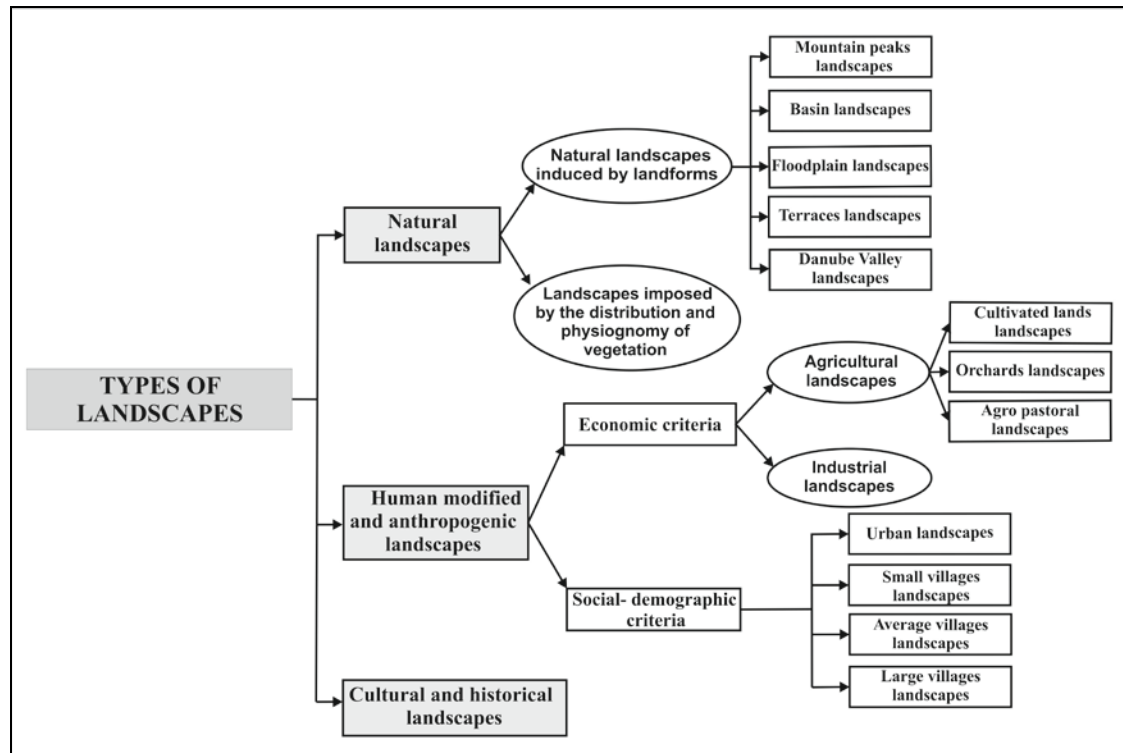 TYPES OF
LANDSCAPES
Natural
landscapes
Natural landscapes
induced by landforms
Mountain peaks
landscapes
Basin landscapes
Floodplain landscapes
Terraces landscapes
Danube Valley
landscapes
Landscapes imposed
by the distribution and
physiognomy of
vegetation
Human modified
and anthropogenic
landscapes
Economic criteria
Agricultural
landscapes
Cultivated lands
landscapes
Orchards landscapes
Agro pastoral
landscapes
Industrial
landscapes
Social- demographic
criteria
Urban landscapes
Small villages
landscapes
Average villages
landscapes
Large villages
landscapes
Cultural and historical
landscapes